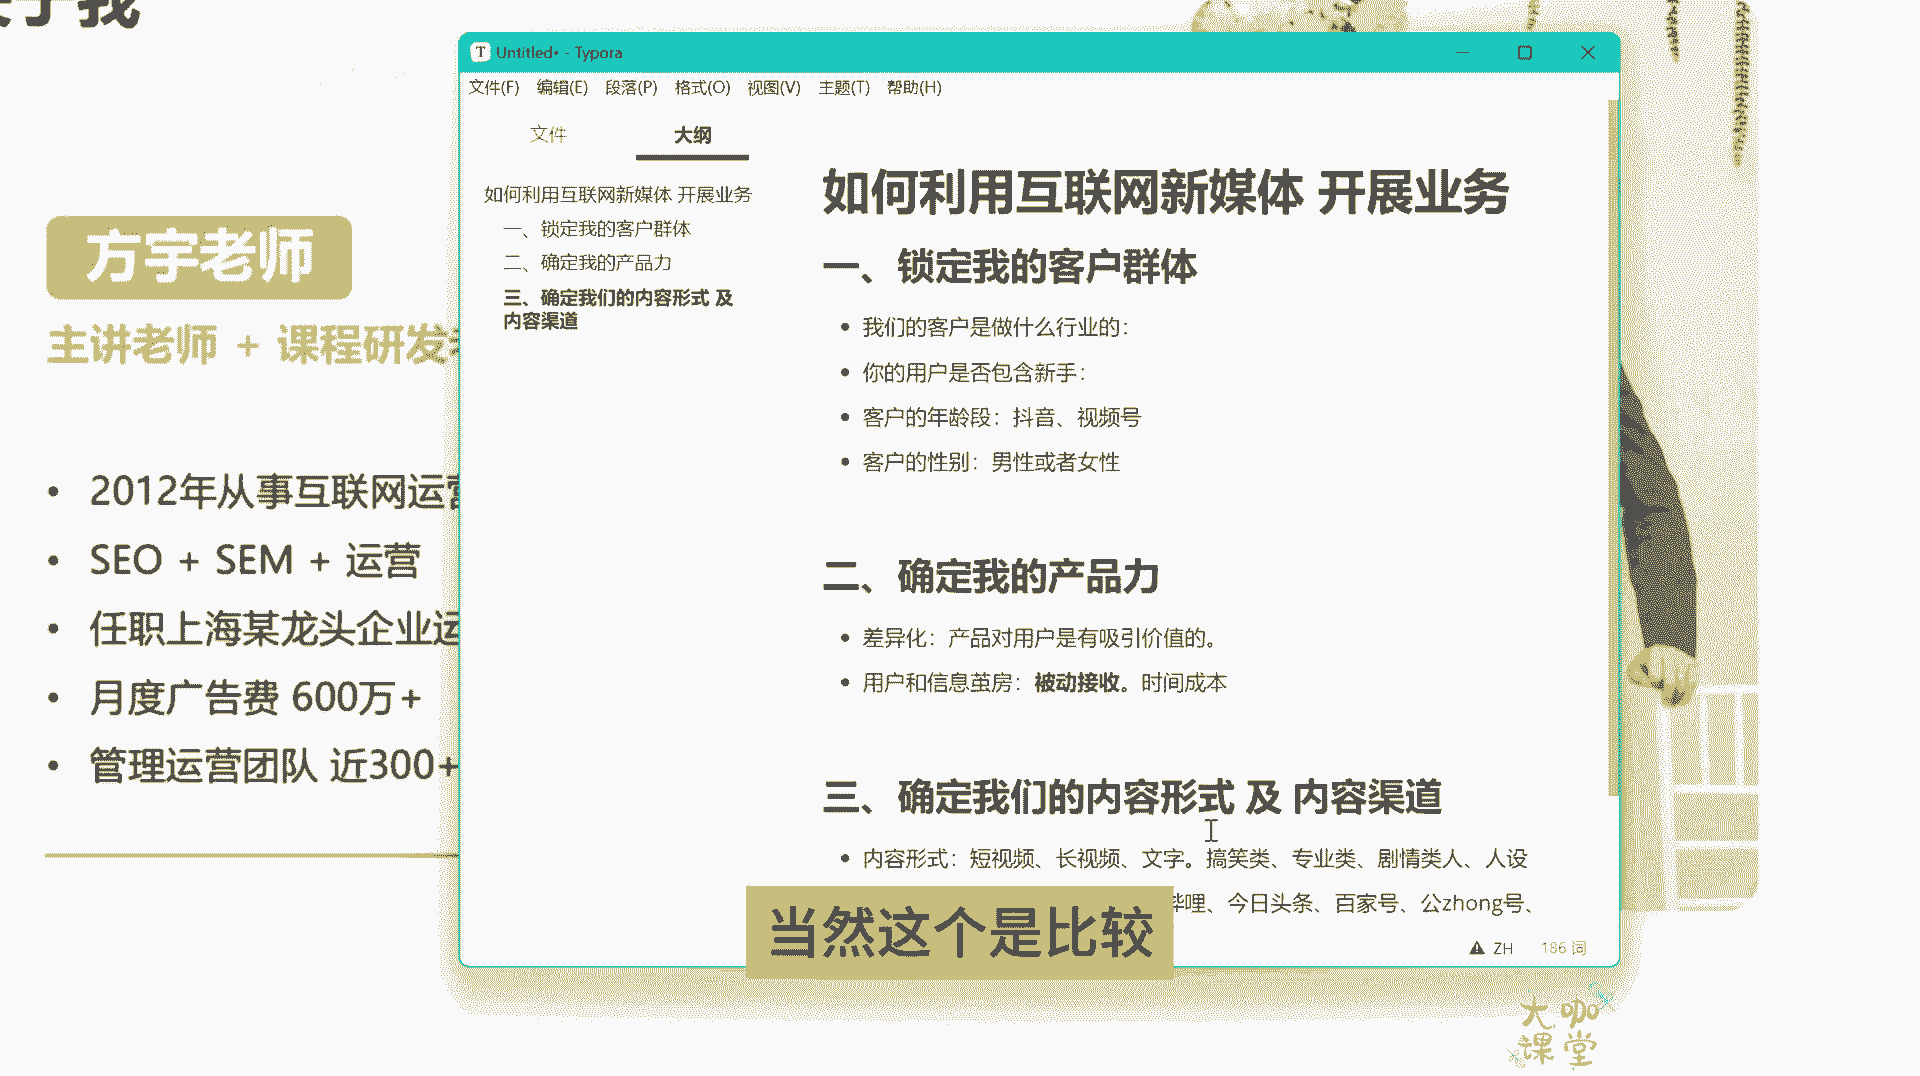 于我
方宇老师
主讲老师 + 课程研发
2012年从事互联网运营
SEO + SEM + 运营
任职上海某龙头企业运
月度广告费 600万+
管理运营团队 近300+
Untitled• - Typora
文件(F) 编辑(E) 段落(P) 格式(O) 视图(V) 主题(T) 帮助(H)
文件 大纲
如何利用互联网新媒体 开展业务
一、锁定我的客户群体
二、确定我的产品力
三、确定我们的内容形式 及
内容渠道
如何利用互联网新媒体 开展业务
一、锁定我的客户群体
我们的客户是做什么行业的：
你的用户是否包含新手：
客户的年龄段：抖音、视频号
客户的性别：男性或者女性
二、确定我的产品力
差异化：产品对用户是有吸引价值的。
用户和信息茧房：被动接收。时间成本
三、确定我们的内容形式 及 内容渠道
内容形式：短视频、长视频、文字。搞笑类、专业类、剧情类人、人设
哩、今日头条、百家号、公zhong号、
当然这个是比较
ZH 186 词
大咖
课堂